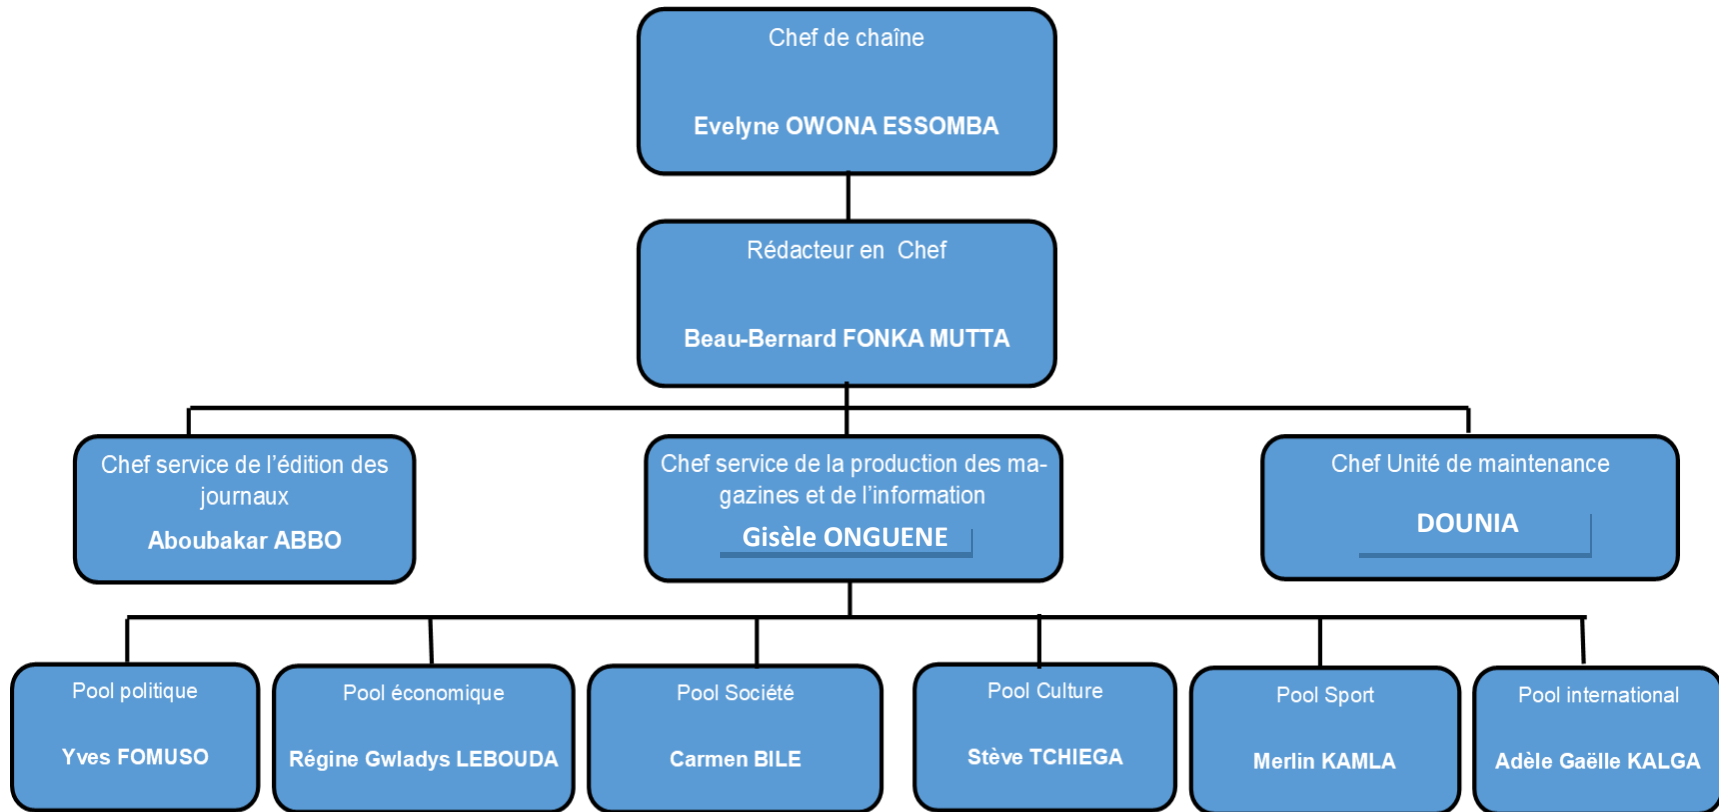 Chef de chaîne
Evelyne OWONA ESSOMBA
Rédacteur en Chef
Beau-Bernard FONKA MUTTA
Chef service de l’édition des
journaux
Aboubakar ABBO
Chef service de la production des ma-
gazines et de l’information
Gisèle ONGUENE
Chef Unité de maintenance
DOUNIA
Pool politique
Yves FOMUSO
Pool économique
Régine Gwladys LEBOUDA
Pool Société
Carmen BILE
Pool Culture
Stève TCHIEGA
Pool Sport
Merlin KAMLA
Pool international
Adèle Gaëlle KALGA